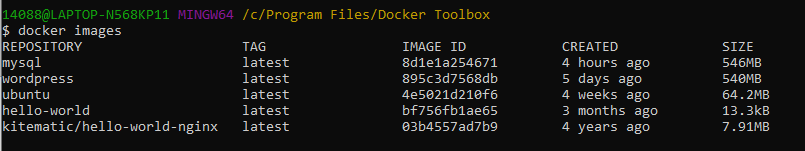 14088@LAPTOP-N568KP11 MINGW64 /c/Program Files/Docker Toolbox
$ docker images
REPOSITORY TAG IMAGE ID CREATED SIZE
mysql latest 8d1e1a254671 4 hours ago 546MB
wordpress latest 895c3d7568db 5 days ago 540MB
ubuntu latest 4e5021d210f6 4 weeks ago 64.2MB
hello-world latest bf756fb1ae65 3 months ago 13.3kB
kitematic/hello-world-nginx latest 03b4557ad7b9 4 years ago 7.91MB